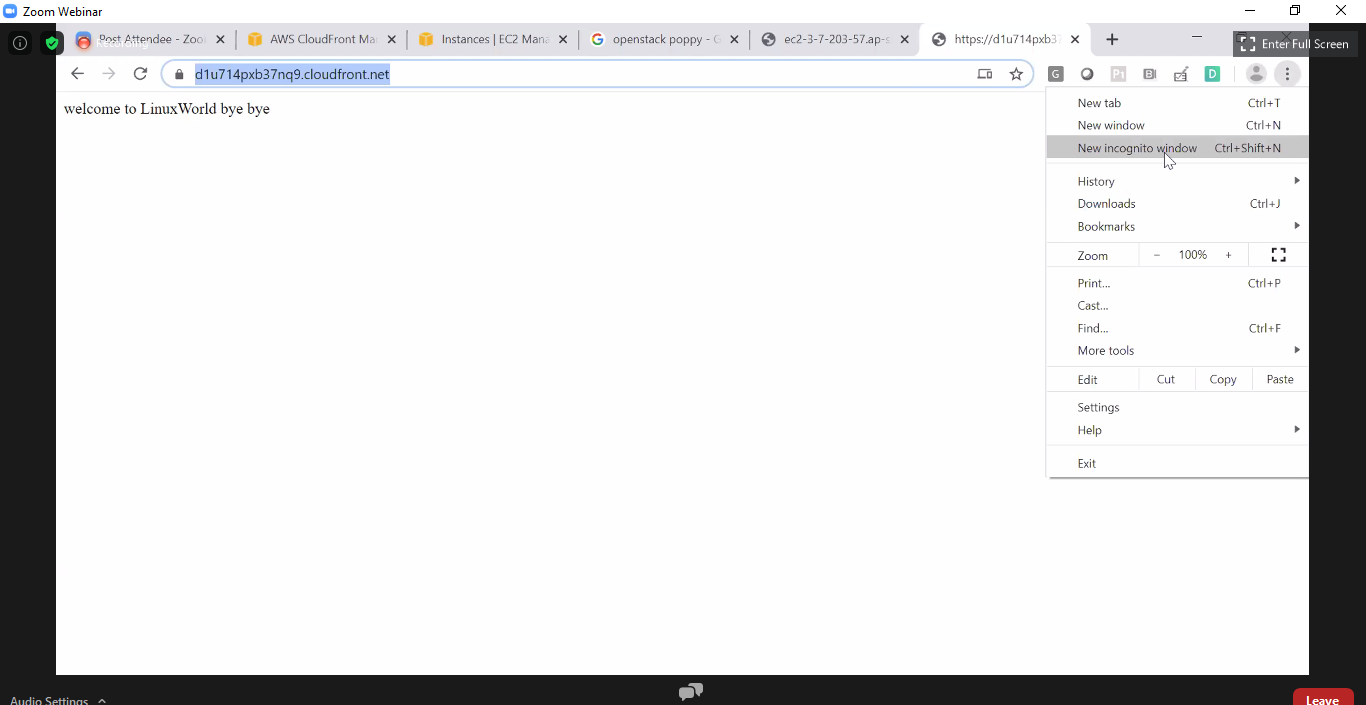 Zoom Webinar
Post Attendee - Zoo
Recording
AWS CloudFront Ma
Instances | EC2 Mana
openstack poppy - G
ec2-3-7-203-57.ap-s
https://d1u714pxb37
Enter Full Screen
d1u714pxb37nq9.cloudfront.net
welcome to LinuxWorld bye bye
New tab Ctrl+T
New window Ctrl+N
New incognito window Ctrl+Shift+N
History
Downloads Ctrl+J
Bookmarks
Zoom - 100% +
Print... Ctrl+P
Cast...
Find... Ctrl+F
More tools
Edit Cut Copy Paste
Settings
Help
Exit
Audio Settings
Leave